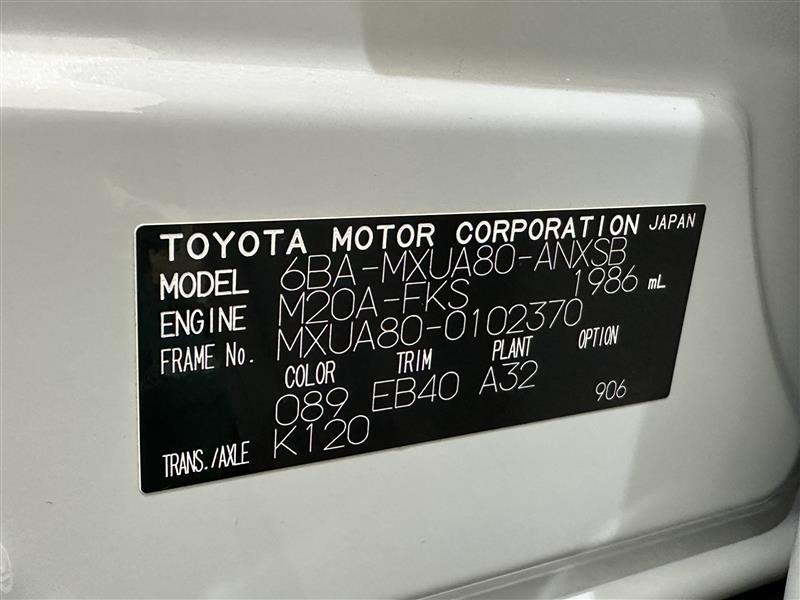 TOYOTA MOTOR CORPORATION JAPAN
MODEL 6BA-MXUA80-ANXSB
ENGINE M20A-FKS 1986 mL
FRAME No. MXUA80-0102370
COLOR TRIM PLANT OPTION
089 EB40 A32
TRANS./AXLE K120 906